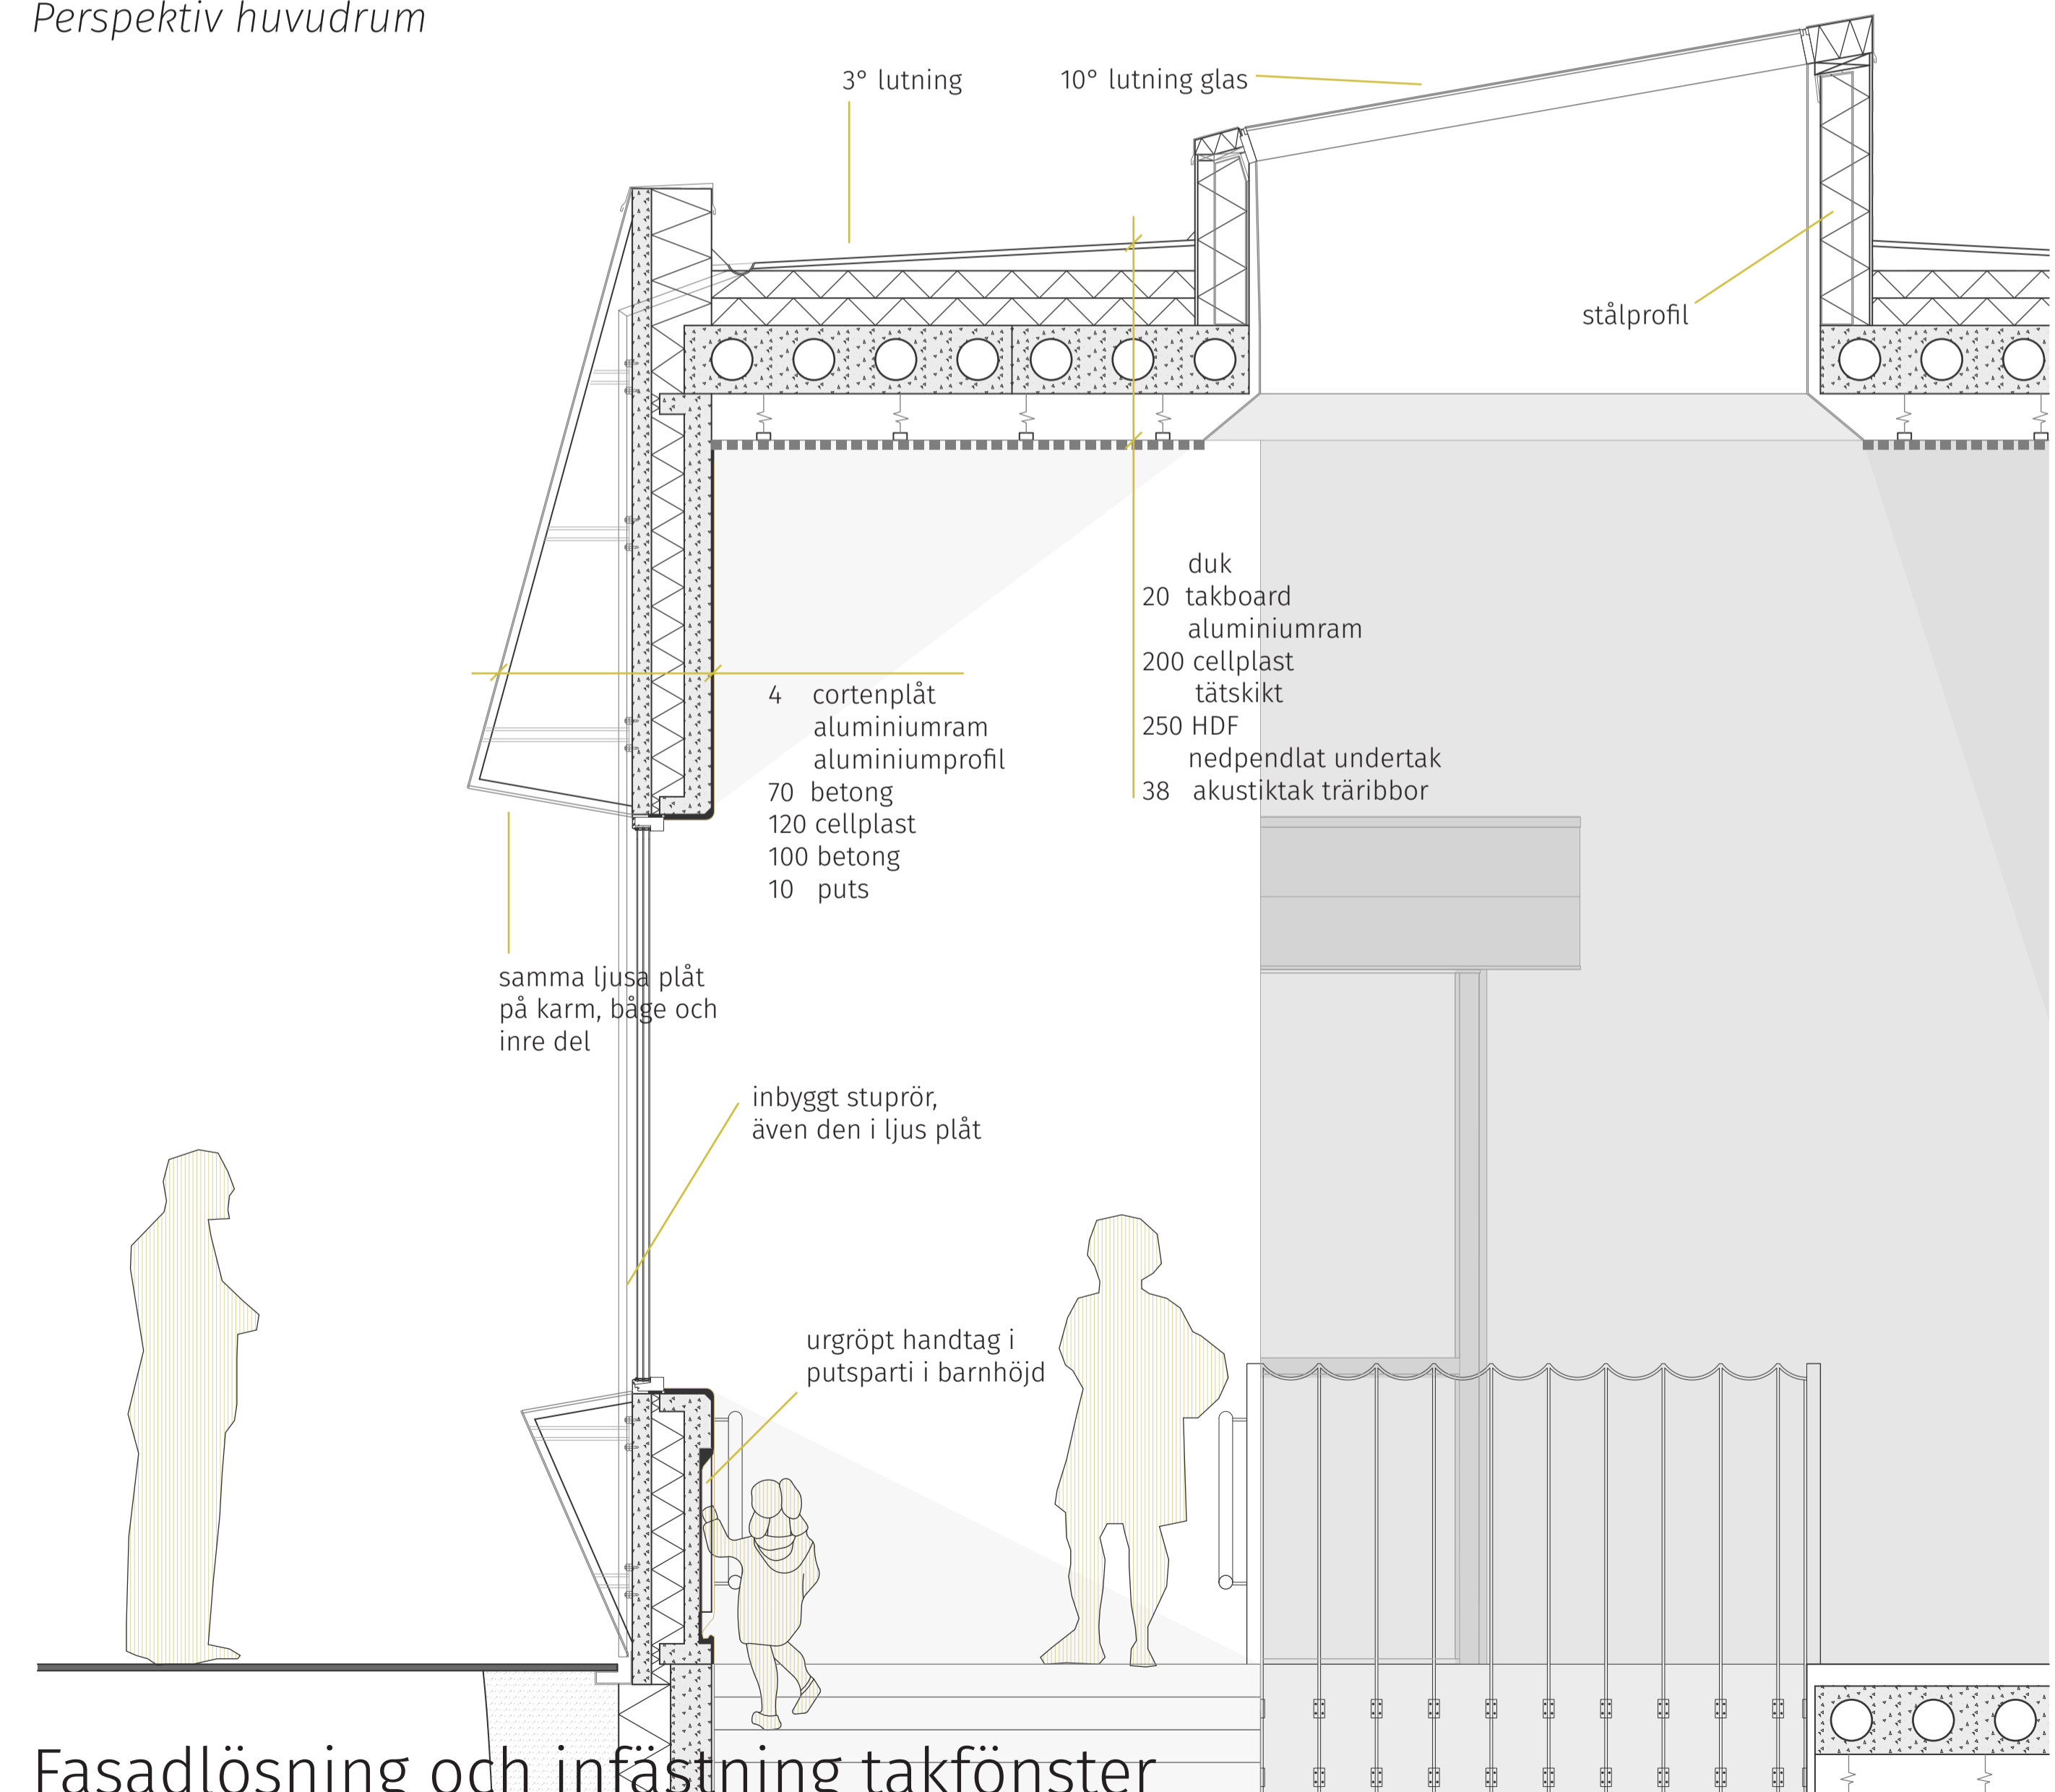 Perspektiv huvudrum
3° lutning
10° lutning glas
stålprofil
duk
20 takboard
aluminiumram
200 cellplast
tätskikt
250 HDF
nedpendlat undertak
38 akustiktak träribbor
4 cortenplåt
aluminiumram
aluminiumprofil
70 betong
120 cellplast
100 betong
10 puts
samma ljusa plåt
på karm, båge och
inre del
inbyggt stuprör,
även den i ljus plåt
urgröpt handtag i
putsparti i barnhöjd
Fasadlösning och infästning takfönster